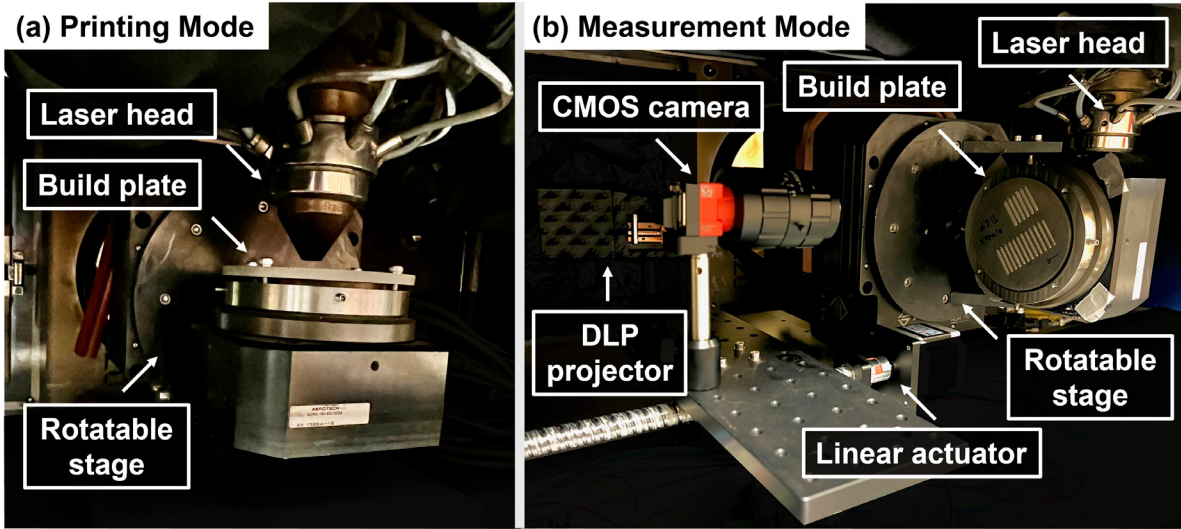 (a) Printing Mode
Laser head
Build plate
AEROTECH
Rotatable
stage
(b) Measurement Mode
Laser head
Build plate
CMOS camera
DLP
projector
Rotatable
stage
Linear actuator